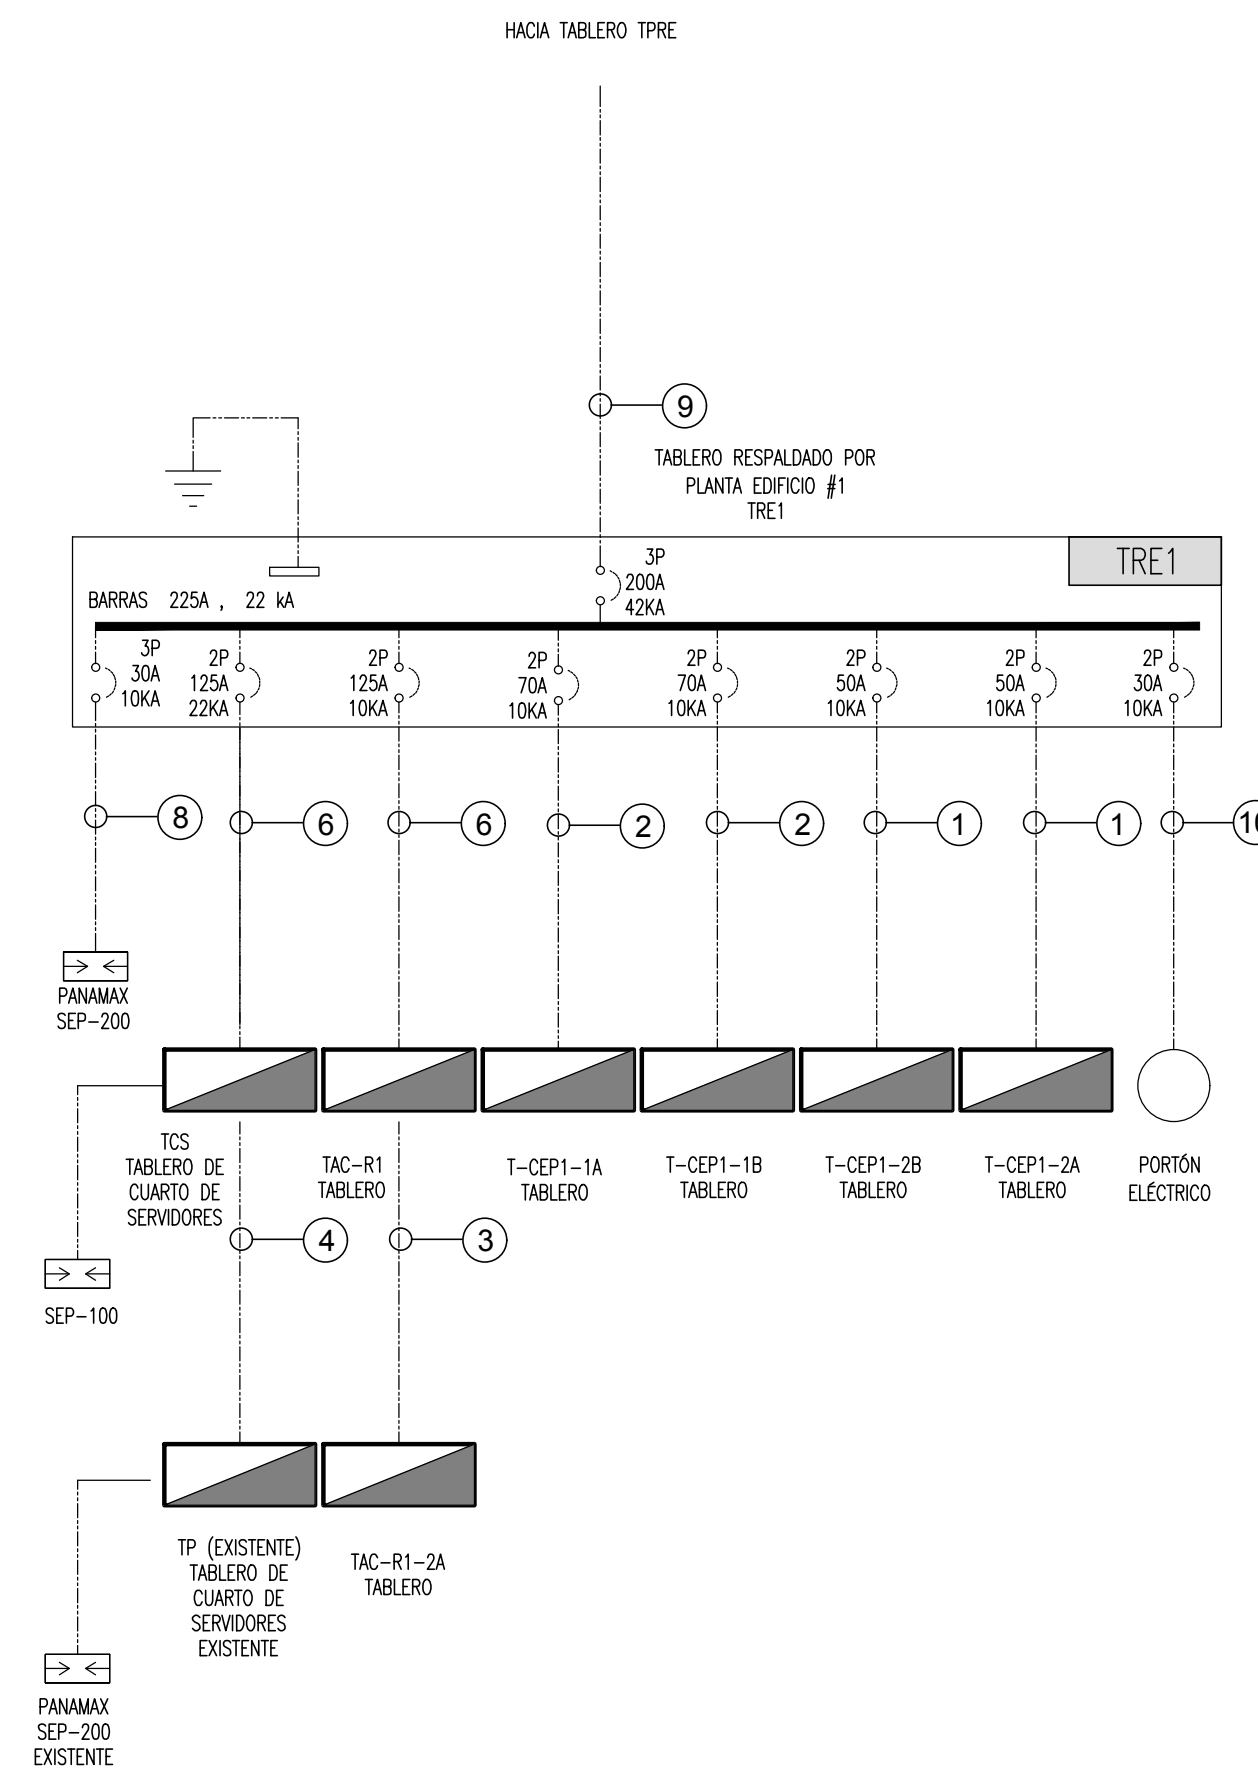 HACIA TABLERO TPRE
9
TABLERO RESPALDADO POR
PLANTA EDIFICIO #1
TRE1
TRE1
3P
200A
42KA
BARRAS 225A , 22 kA
3P
30A
10KA
2P
125A
22KA
2P
125A
10KA
2P
70A
10KA
2P
70A
10KA
2P
50A
10KA
2P
50A
10KA
2P
30A
10KA
8
6
6
2
2
1
1
PANAMAX
SEP-200
TCS
TABLERO DE
CUARTO DE
SERVIDORES
TAC-R1
TABLERO
T-CEP1-1A
TABLERO
T-CEP1-1B
TABLERO
T-CEP1-2B
TABLERO
T-CEP1-2A
TABLERO
PORTÓN
ELÉCTRICO
4
3
SEP-100
TP (EXISTENTE)
TABLERO DE
CUARTO DE
SERVIDORES
EXISTENTE
TAC-R1-2A
TABLERO
PANAMAX
SEP-200
EXISTENTE